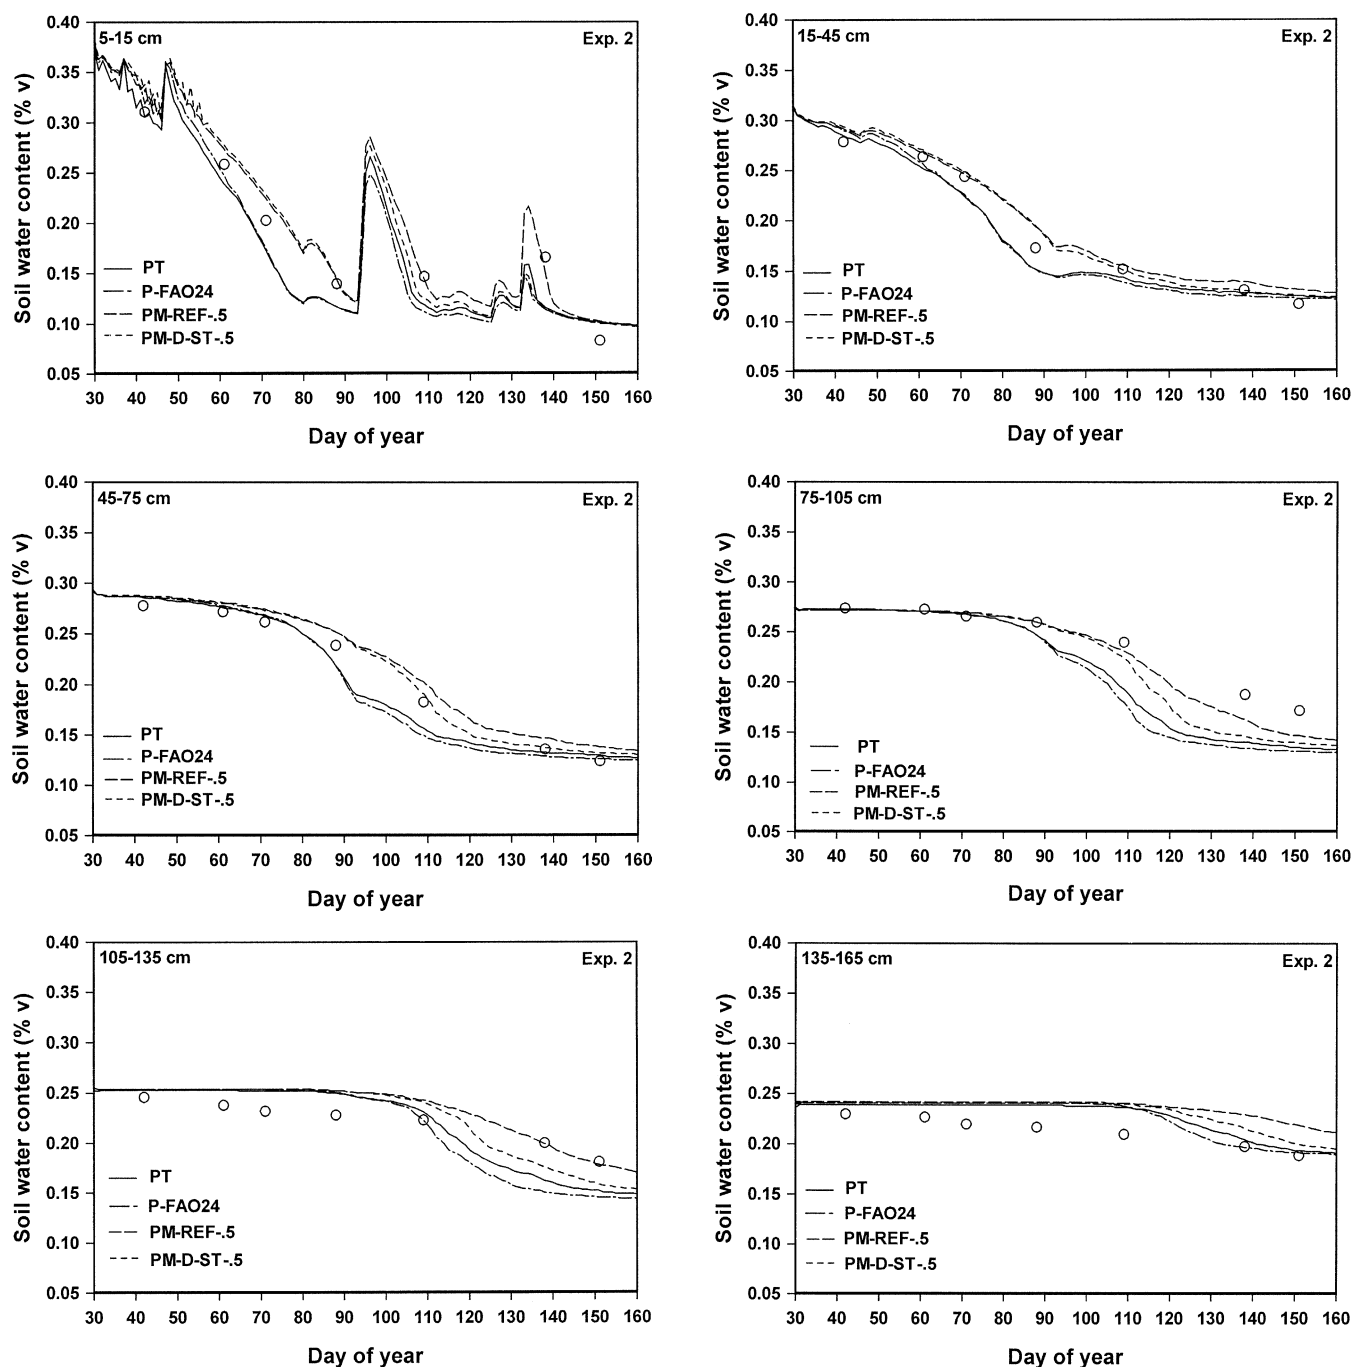 5-15 cm Exp. 2
0.40
0.35
0.30
0.25
0.20
0.15
0.10
0.05
Soil water content (% v)
PT
P-FAO24
PM-REF-.5
PM-D-ST-.5
30 40 50 60 70 80 90 100 110 120 130 140 150 160
Day of year
15-45 cm Exp. 2
0.40
0.35
0.30
0.25
0.20
0.15
0.10
0.05
Soil water content (% v)
PT
P-FAO24
PM-REF-.5
PM-D-ST-.5
30 40 50 60 70 80 90 100 110 120 130 140 150 160
Day of year
45-75 cm Exp. 2
0.40
0.35
0.30
0.25
0.20
0.15
0.10
0.05
Soil water content (% v)
PT
P-FAO24
PM-REF-.5
PM-D-ST-.5
30 40 50 60 70 80 90 100 110 120 130 140 150 160
Day of year
75-105 cm Exp. 2
0.40
0.35
0.30
0.25
0.20
0.15
0.10
0.05
Soil water content (% v)
PT
P-FAO24
PM-REF-.5
PM-D-ST-.5
30 40 50 60 70 80 90 100 110 120 130 140 150 160
Day of year
105-135 cm Exp. 2
0.40
0.35
0.30
0.25
0.20
0.15
0.10
0.05
Soil water content (% v)
PT
P-FAO24
PM-REF-.5
PM-D-ST-.5
30 40 50 60 70 80 90 100 110 120 130 140 150 160
Day of year
135-165 cm Exp. 2
0.40
0.35
0.30
0.25
0.20
0.15
0.10
0.05
Soil water content (% v)
PT
P-FAO24
PM-REF-.5
PM-D-ST-.5
30 40 50 60 70 80 90 100 110 120 130 140 150 160
Day of year